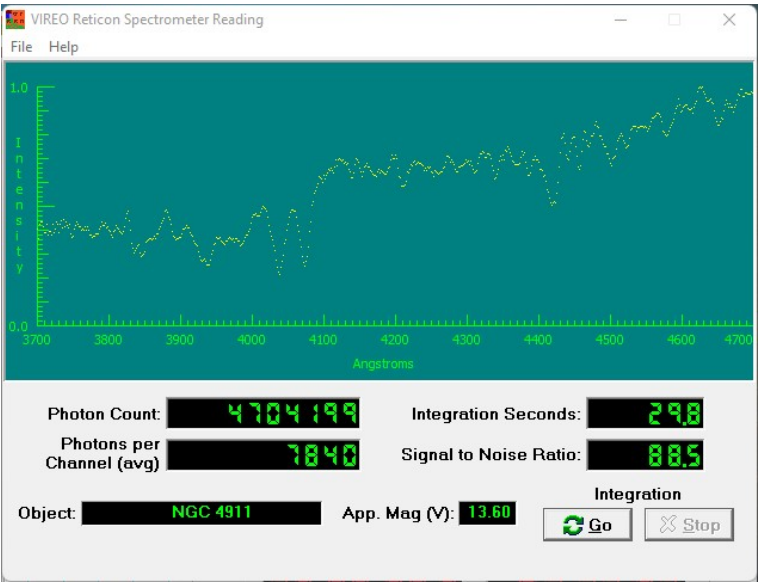 VIREO Reticon Spectrometer Reading
File Help
1.0
Intensity
0.0
3700 3800 3900 4000 4100 4200 4300 4400 4500 4600 4700
Angstroms
Photon Count: 4704199 Integration Seconds: 29.8
Photons per
Channel (avg) 7840 Signal to Noise Ratio: 88.5
Integration
Object: NGC 4911 App. Mag (V): 13.60 Go Stop